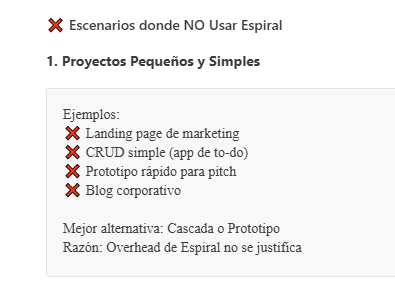 ❌ Escenarios donde NO Usar Espiral
1. Proyectos Pequeños y Simples
Ejemplos:
❌ Landing page de marketing
❌ CRUD simple (app de to-do)
❌ Prototipo rápido para pitch
❌ Blog corporativo
Mejor alternativa: Cascada o Prototipo
Razón: Overhead de Espiral no se justifica